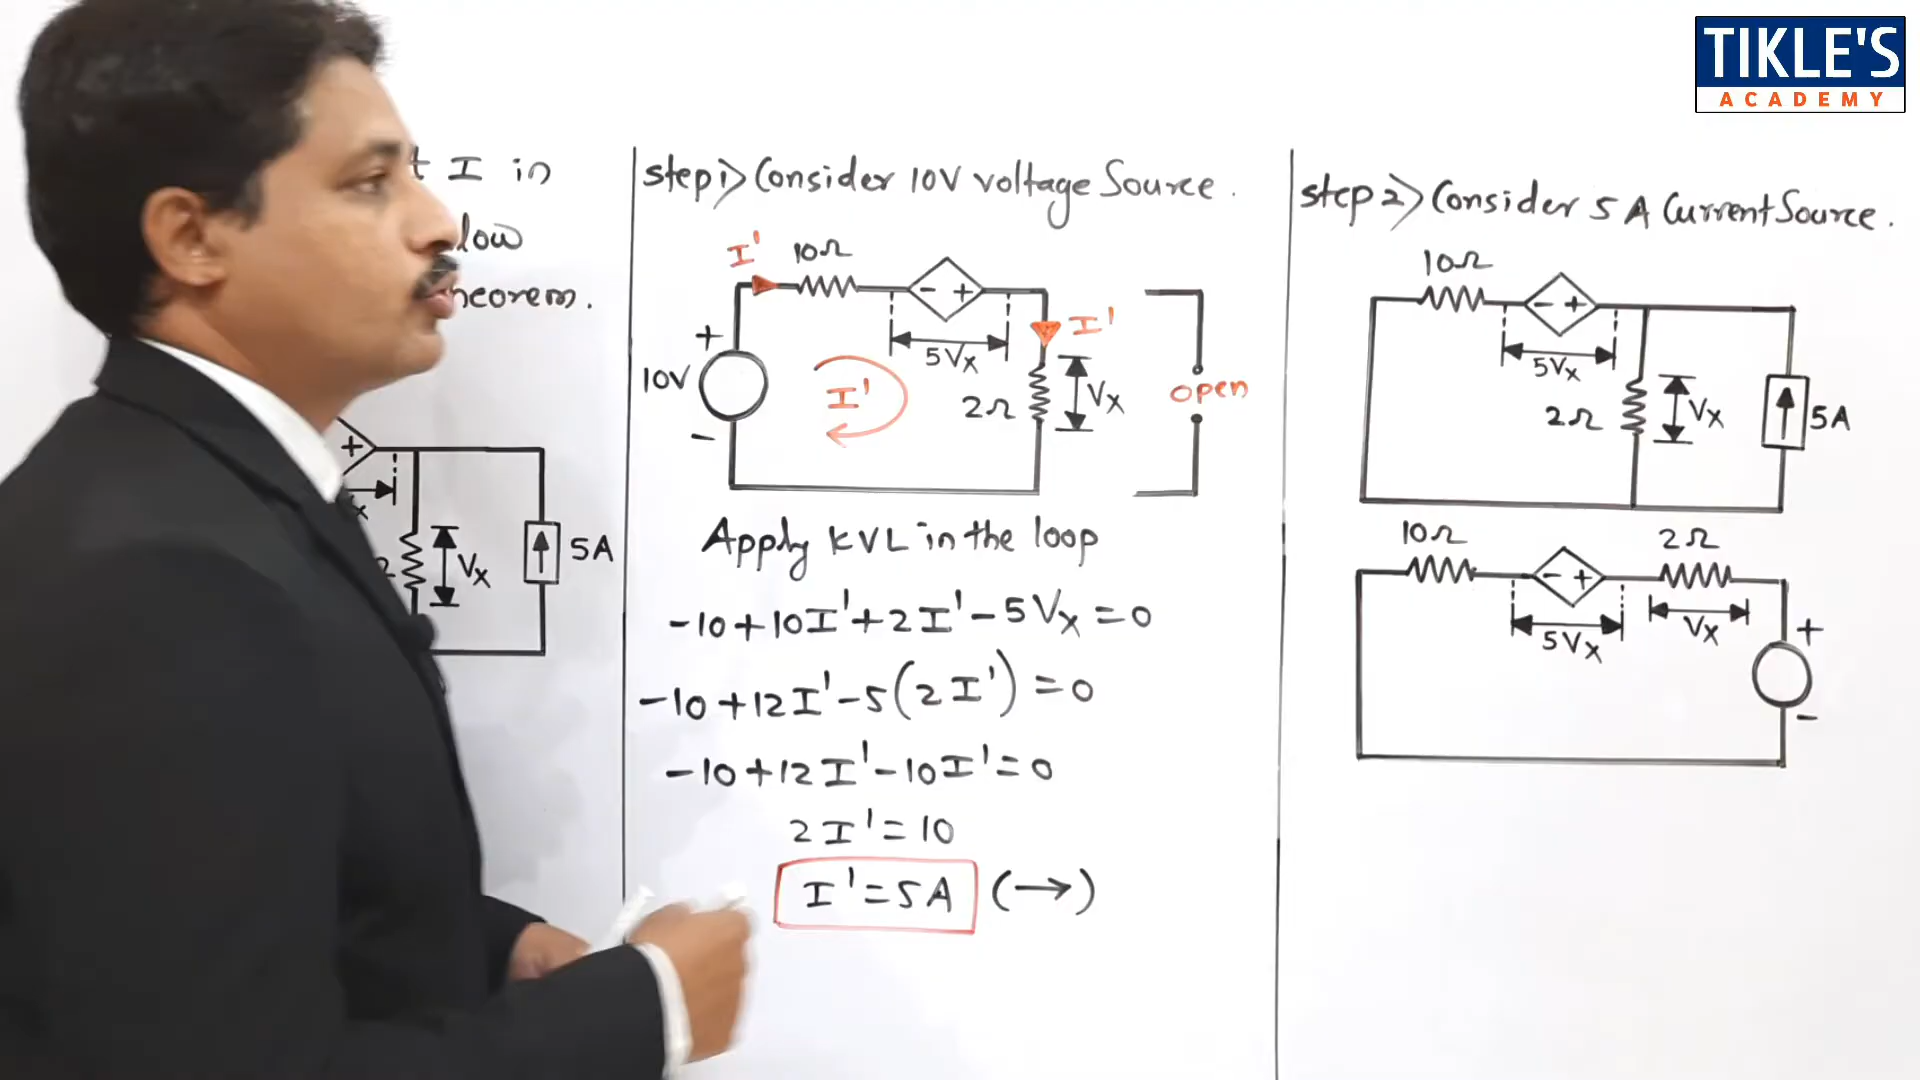 TIKLE'S
ACADEMY
I in
low
heorem.
+
Vx
5A
step1) Consider 10V voltage Source.
I'
10Ω
- +
I'
5Vx
+
10V
-
I'
2Ω
Vx
open
Apply KVL in the loop
-10+10I'+2I'-5Vx=0
-10+12I'-5(2I')=0
-10+12I'-10I'=0
2I'=10
I'=5A (→)
step2) Consider 5A Current Source.
10Ω
- +
5Vx
2Ω
Vx
5A
10Ω
- +
2Ω
5Vx
Vx
+
-